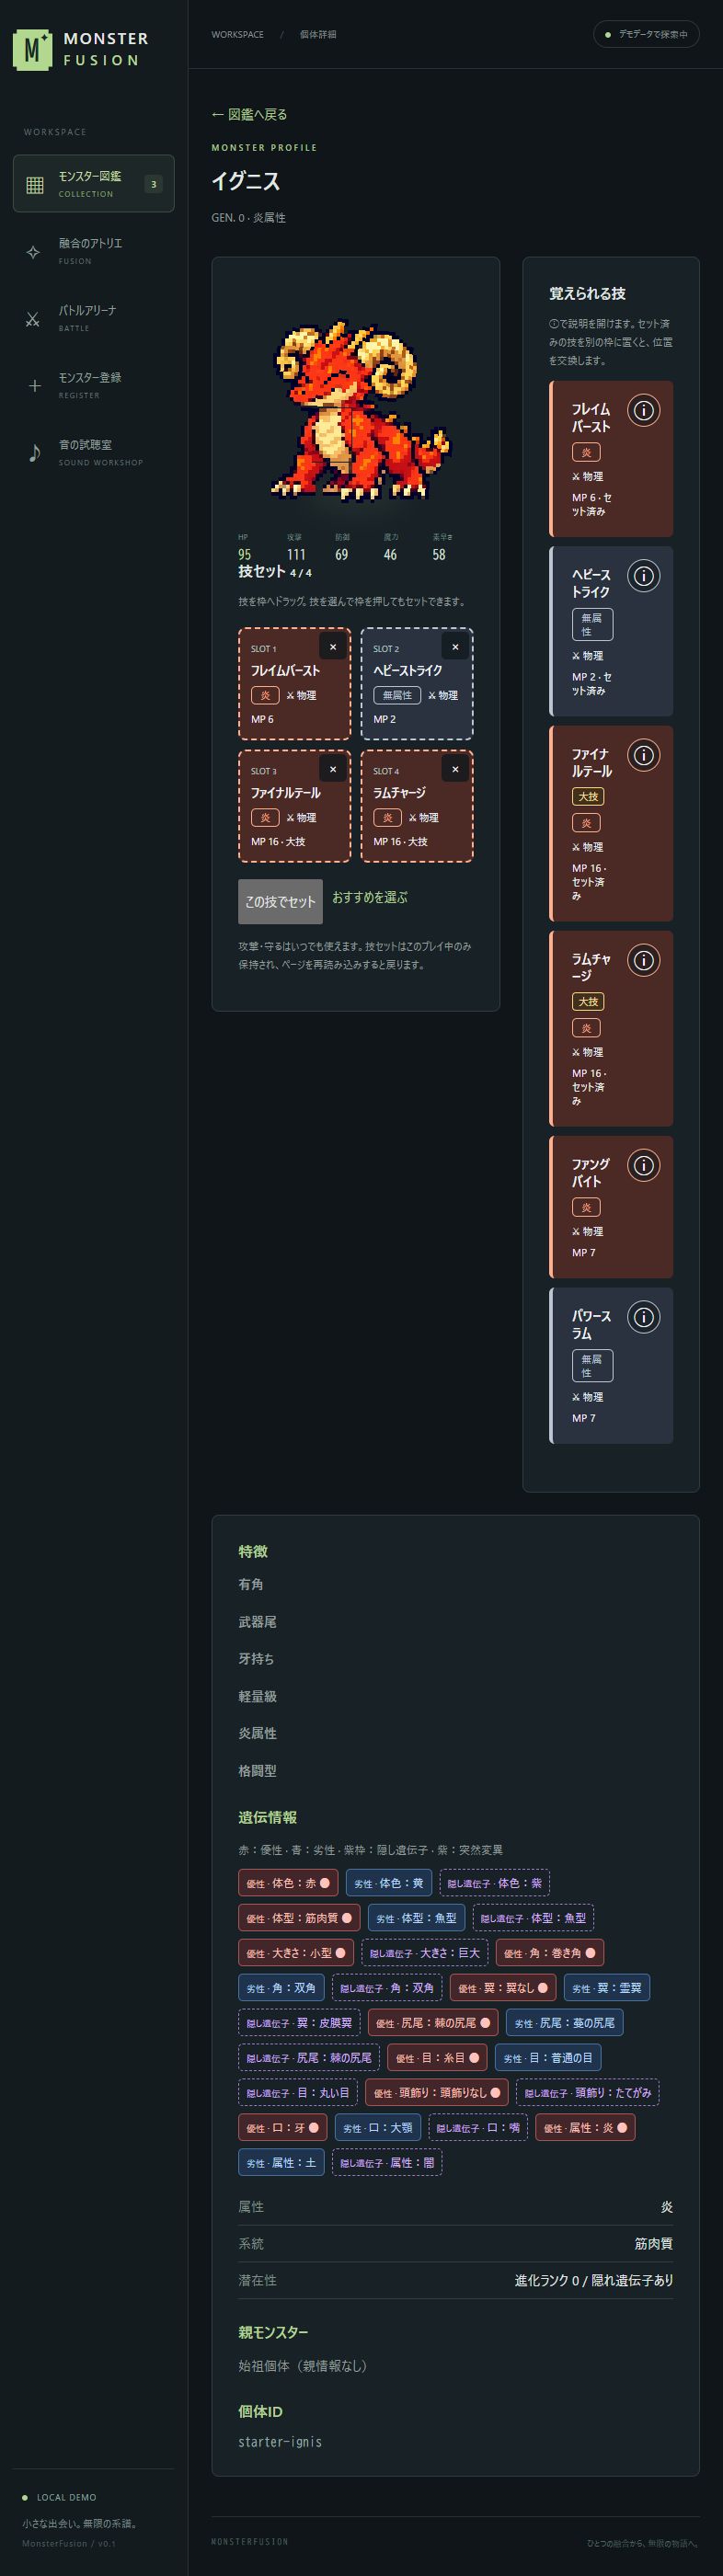 MONSTER
FUSION
WORKSPACE
モンスター図鑑
COLLECTION
3
融合のアトリエ
FUSION
バトルアリーナ
BATTLE
モンスター登録
REGISTER
音の試聴室
SOUND WORKSHOP
LOCAL DEMO
小さな出会い。無限の系譜。
MonsterFusion / v0.1
WORKSPACE / 個体詳細
デモデータで探索中
← 図鑑へ戻る
MONSTER PROFILE
イグニス
GEN. 0 · 炎属性
HP 攻撃 防御 魔力 素早さ
95 111 69 46 58
技セット 4 / 4
技を枠へドラッグ。技を選んで枠を押してもセットできます。
SLOT 1 ×
フレイムバースト
炎 ⚔ 物理
MP 6
SLOT 2 ×
ヘビーストライク
無属性 ⚔ 物理
MP 2
SLOT 3 ×
ファイナルテール
炎 ⚔ 物理
MP 16 · 大技
SLOT 4 ×
ラムチャージ
炎 ⚔ 物理
MP 16 · 大技
この技でセット おすすめを選ぶ
攻撃・守るはいつでも使えます。技セットはこのプレイ中のみ
保持され、ページを再読み込みすると戻ります。
覚えられる技
ⓘで説明を開けます。セット済
みの技を別の枠に置くと、位置
を交換します。
フレイム
バースト
炎
⚔ 物理
MP 6 · セ
ット済み
ヘビース
トライク
無属
性
⚔ 物理
MP 2 · セ
ット済み
ファイナ
ルテール
大技
炎
⚔ 物理
MP 16 ·
セット済
み
ラムチャ
ージ
大技
炎
⚔ 物理
MP 16 ·
セット済
み
ファング
バイト
炎
⚔ 物理
MP 7
パワース
ラム
無属
性
⚔ 物理
MP 7
特徴
有角
武器尾
牙持ち
軽量級
炎属性
格闘型
遺伝情報
赤：優性 · 青：劣性 · 紫枠：隠し遺伝子 · 紫：突然変異
優性 · 体色：赤 ● 劣性 · 体色：黄 隠し遺伝子 · 体色：紫
優性 · 体型：筋肉質 ● 劣性 · 体型：魚型 隠し遺伝子 · 体型：魚型
優性 · 大きさ：小型 ● 隠し遺伝子 · 大きさ：巨大 優性 · 角：巻き角 ●
劣性 · 角：双角 隠し遺伝子 · 角：双角 優性 · 翼：翼なし ● 劣性 · 翼：霊翼
隠し遺伝子 · 翼：皮膜翼 優性 · 尻尾：棘の尻尾 ● 劣性 · 尻尾：葵の尻尾
隠し遺伝子 · 尻尾：棘の尻尾 優性 · 目：糸目 ● 劣性 · 目：普通の目
隠し遺伝子 · 目：丸い目 優性 · 頭飾り：頭飾りなし ● 隠し遺伝子 · 頭飾り：たてがみ
優性 · 口：牙 ● 劣性 · 口：大顎 隠し遺伝子 · 口：嘴 優性 · 属性：炎 ●
劣性 · 属性：土 隠し遺伝子 · 属性：闇
属性 炎
系統 筋肉質
潜在性 進化ランク 0 / 隠れ遺伝子あり
親モンスター
始祖個体（親情報なし）
個体ID
starter-ignis
MONSTERFUSION ひとつの融合から、無限の物語へ。